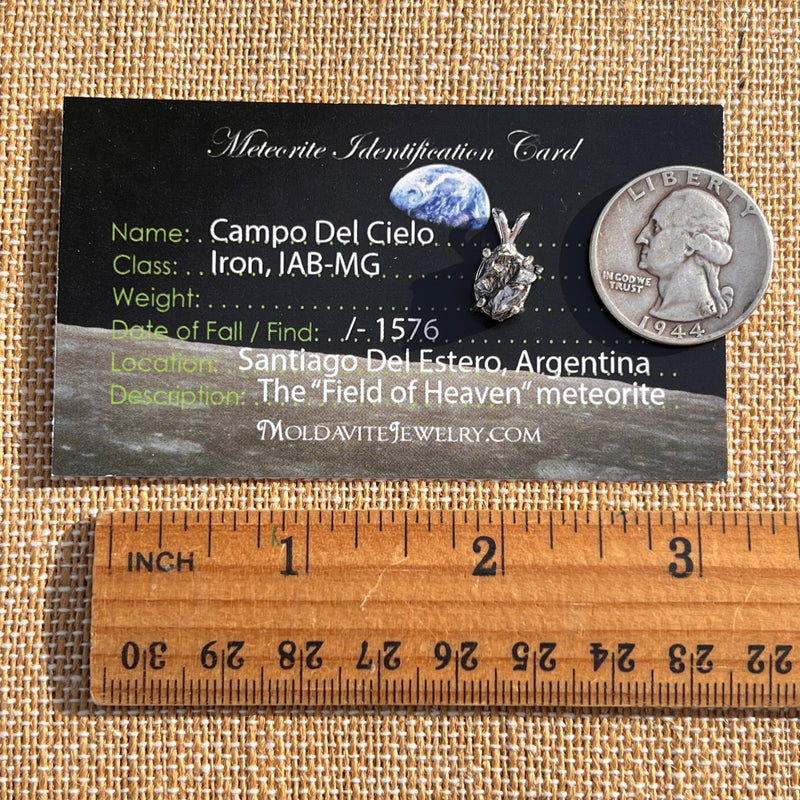 Meteorite Identification Card
Name: Campo Del Cielo
Class: Iron, IAB-MG
Weight:
Date of Fall / Find: /- 1576
Location: Santiago Del Estero, Argentina
Description: The “Field of Heaven” meteorite
MoldaviteJewelry.com
LIBERTY
IN GOD WE
TRUST
1944
INCH 1 2 3
30 29 28 27 26 25 24 23 22